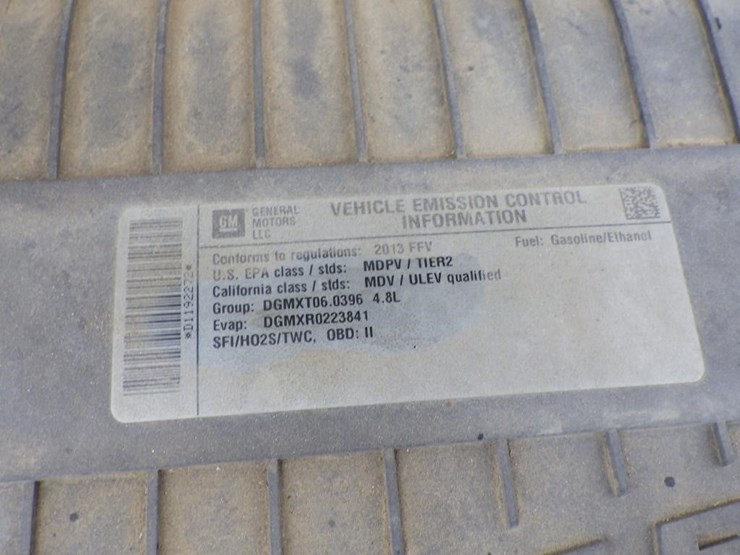 GM
GENERAL
MOTORS
LLC
VEHICLE EMISSION CONTROL
INFORMATION
Conforms to regulations: 2013 FFV
Fuel: Gasoline/Ethanol
U.S. EPA class / stds: MDPV / TIER2
California class / stds: MDV / ULEV qualified
Group: DGMXT06.0396 4.8L
Evap: DGMXR0223841
SFI/HO2S/TWC, OBD: II
*D1192272*